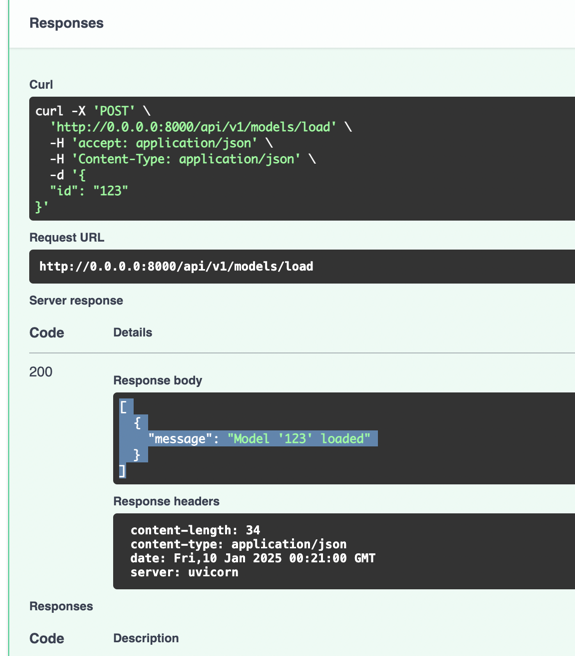 Responses
Curl
curl -X 'POST' \
  'http://0.0.0.0:8000/api/v1/models/load' \
  -H 'accept: application/json' \
  -H 'Content-Type: application/json' \
  -d '{
  "id": "123"
}'
Request URL
http://0.0.0.0:8000/api/v1/models/load
Server response
Code Details
200
Response body
[
  {
    "message": "Model '123' loaded"
  }
]
Response headers
content-length: 34
content-type: application/json
date: Fri,10 Jan 2025 00:21:00 GMT
server: uvicorn
Responses
Code Description